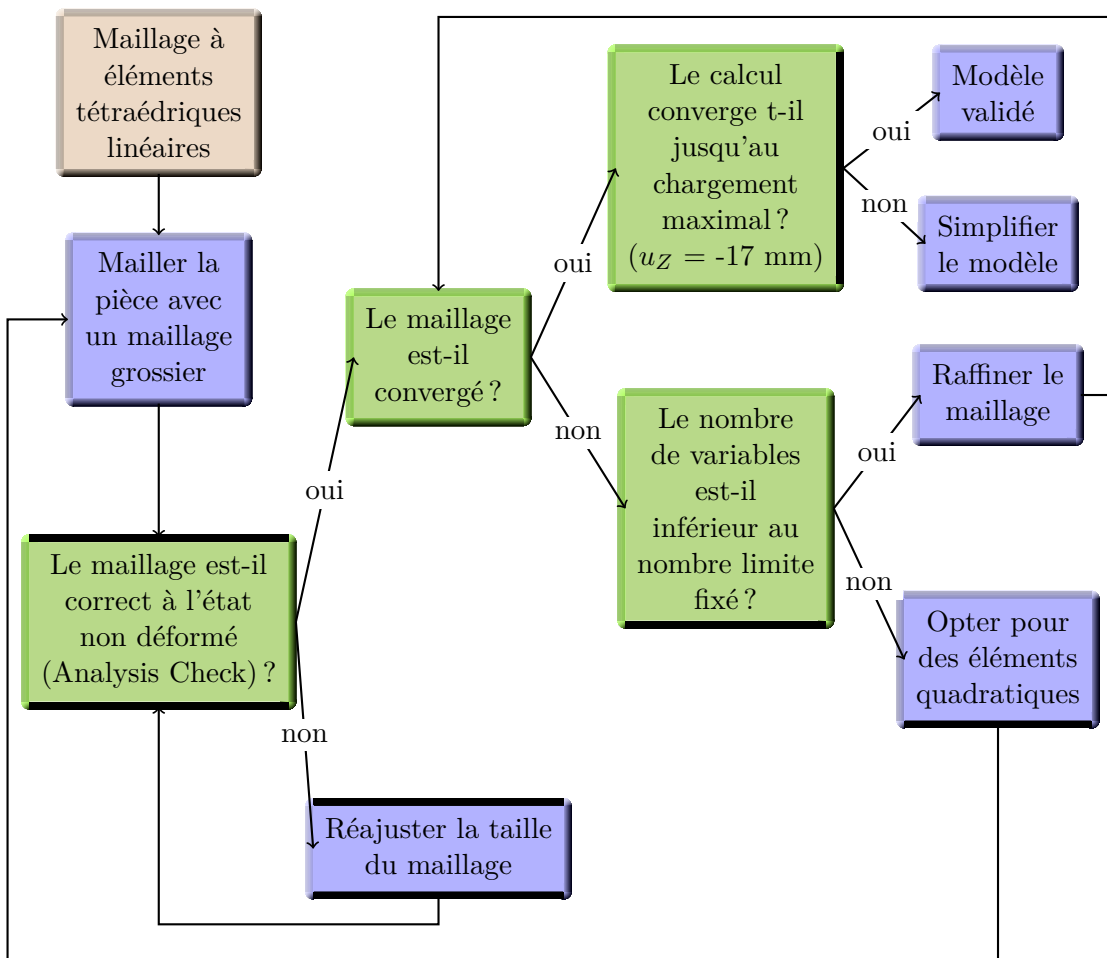 Maillage à
éléments
tétraédriques
linéaires
Mailler la
pièce avec
un maillage
grossier
Le maillage est-il
correct à l'état
non déformé
(Analysis Check) ?
oui
non
Réajuster la taille
du maillage
Le maillage
est-il
convergé ?
oui
non
Le calcul
converge t-il
jusqu'au
chargement
maximal ?
(u_Z = -17 mm)
oui
non
Modèle
validé
Simplifier
le modèle
Le nombre
de variables
est-il
inférieur au
nombre limite
fixé ?
oui
non
Raffiner le
maillage
Opter pour
des éléments
quadratiques